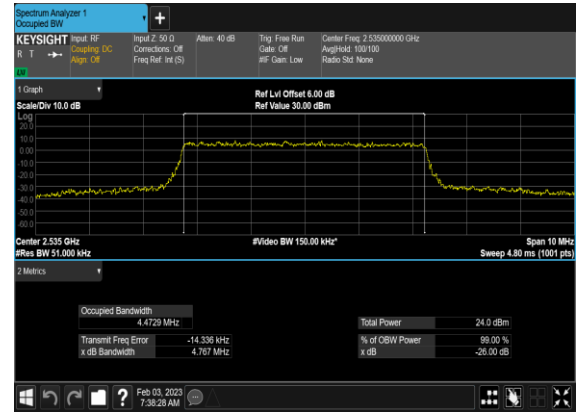 Spectrum Analyzer 1
Occupied BW
+
KEYSIGHT Input: RF
R T
Coupling: DC
Align: Off
Input Z: 50 Ω
Corrections: Off
Freq Ref: Int (S)
Atten: 40 dB
Trig: Free Run
Gate: Off
#IF Gain: Low
Center Freq: 2.535000000 GHz
Avg|Hold: 100/100
Radio Std: None
1 Graph
Scale/Div 10.0 dB
Ref Lvl Offset 6.00 dB
Ref Value 30.00 dBm
Log
20.0
10.0
0.00
-10.0
-20.0
-30.0
-40.0
-50.0
-60.0
Center 2.535 GHz
#Video BW 150.00 kHz*
Span 10 MHz
#Res BW 51.000 kHz
Sweep 4.80 ms (1001 pts)
2 Metrics
Occupied Bandwidth
4.4729 MHz
Total Power 24.0 dBm
Transmit Freq Error -14.336 kHz
% of OBW Power 99.00 %
x dB Bandwidth 4.767 MHz
x dB -26.00 dB
?
Feb 03, 2023
7:38:28 AM